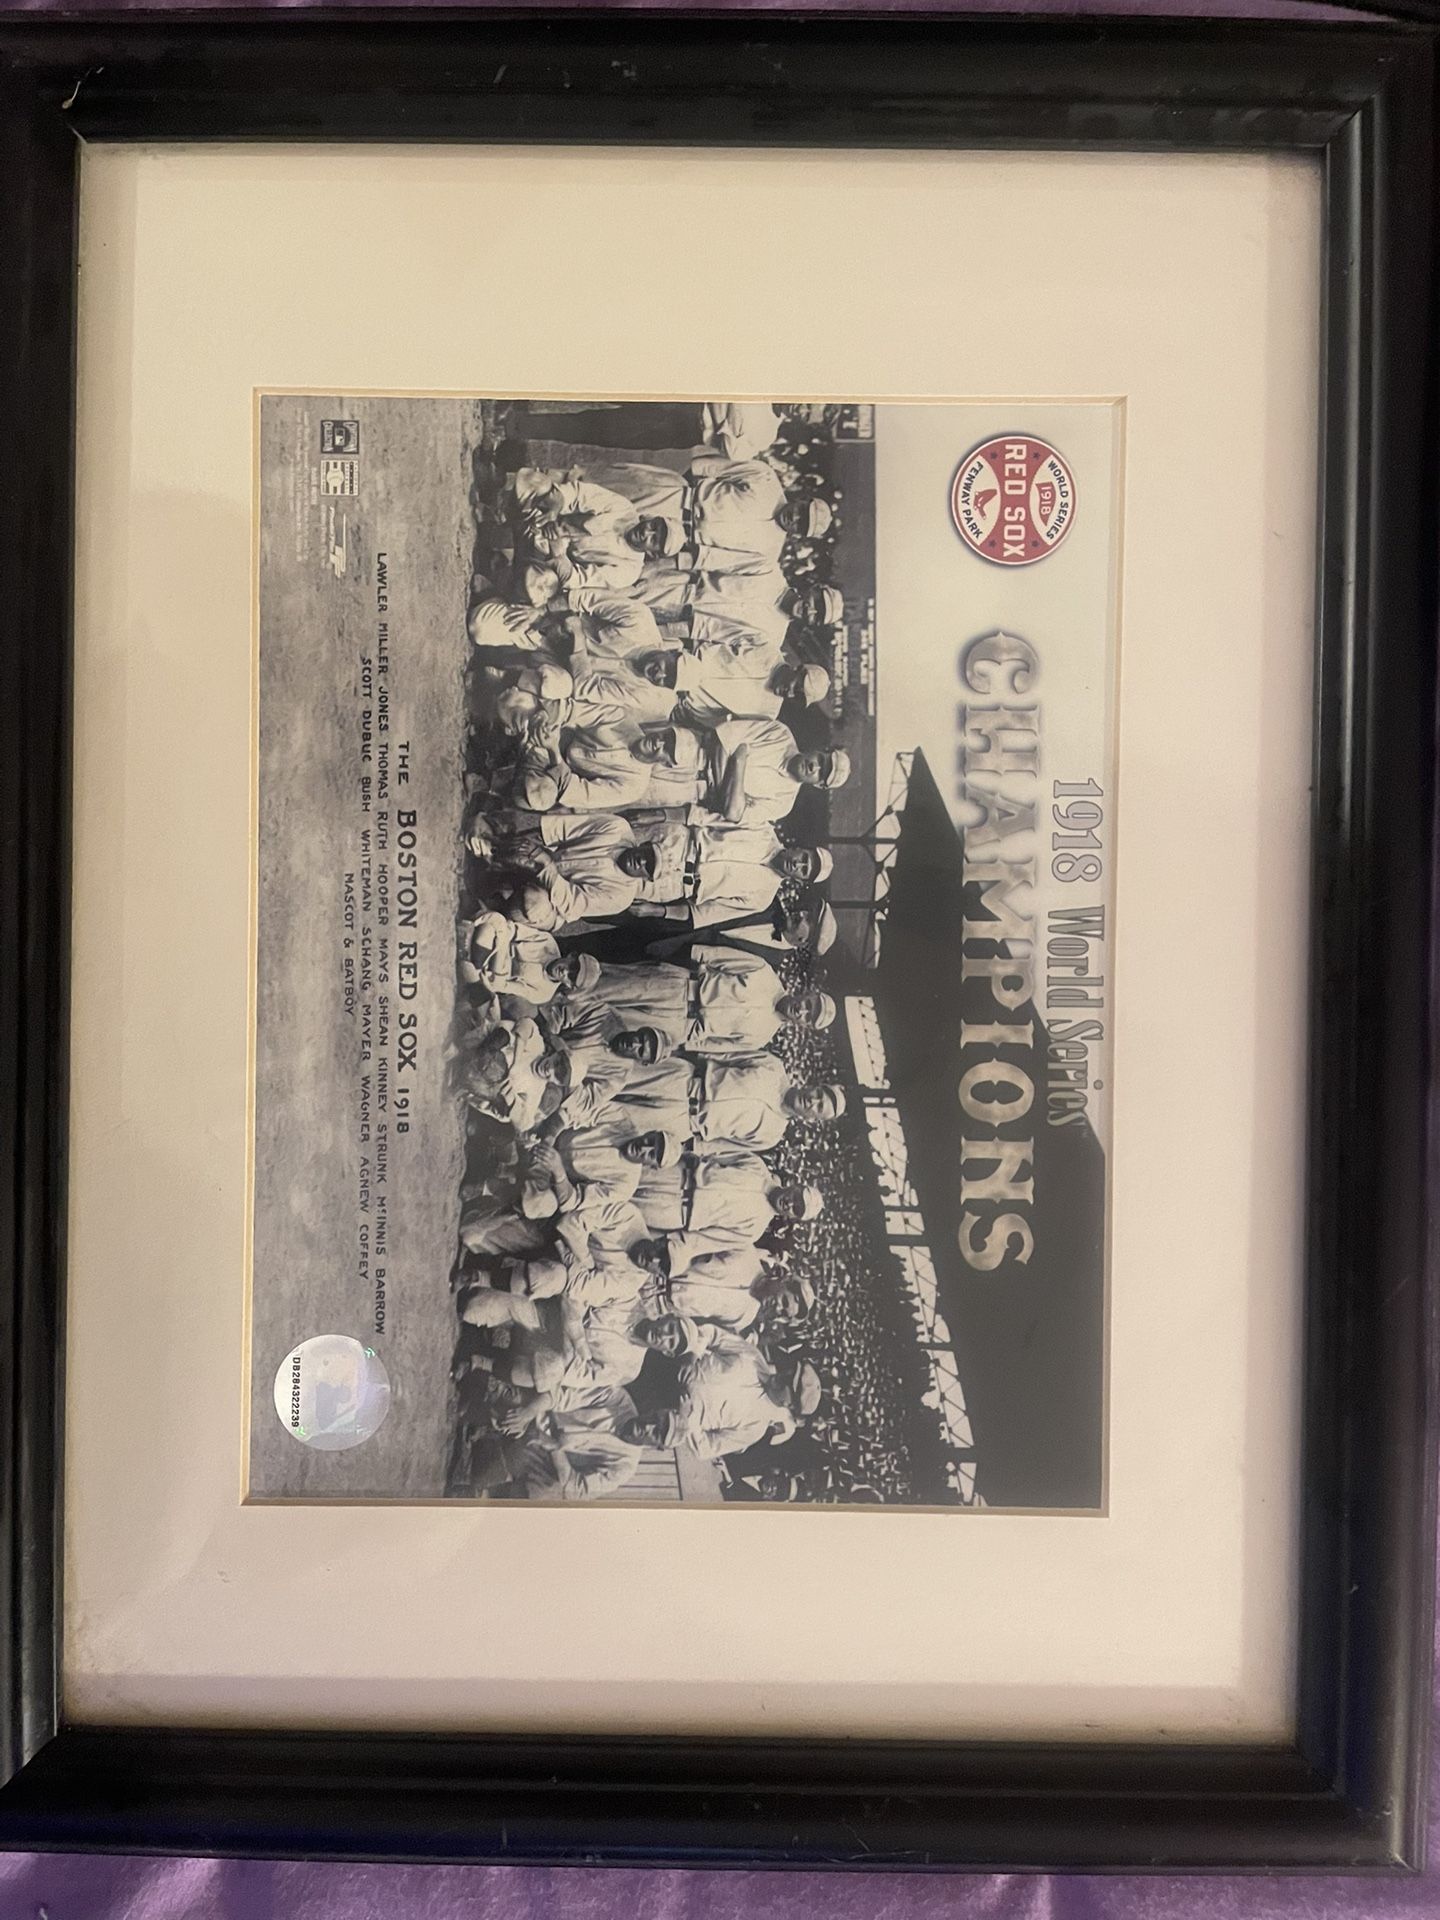 1918 World Series
CHAMPIONS
WORLD SERIES
1918
RED SOX
FENWAY PARK
THE BOSTON RED SOX 1918
LAWLER MILLER JONES THOMAS RUTH HOOPER MAYS SHEAN KINNEY STRUNK McINNIS BARROW
SCOTT DUBUC BUSH WHITEMAN SCHANG MAYER WAGNER AGNEW COFFEY
MASCOT & BATBOY
DB284322239